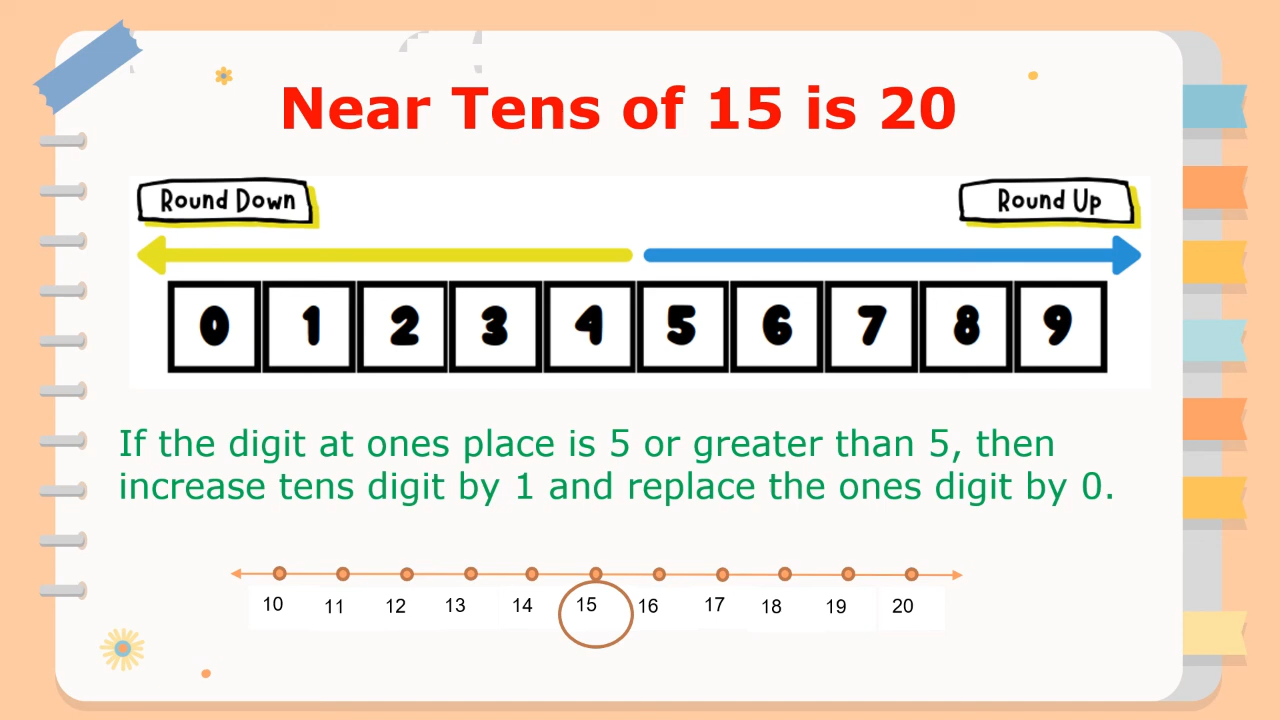 Near Tens of 15 is 20
Round Down
Round Up
0 1 2 3 4 5 6 7 8 9
If the digit at ones place is 5 or greater than 5, then
increase tens digit by 1 and replace the ones digit by 0.
10 11 12 13 14 15 16 17 18 19 20